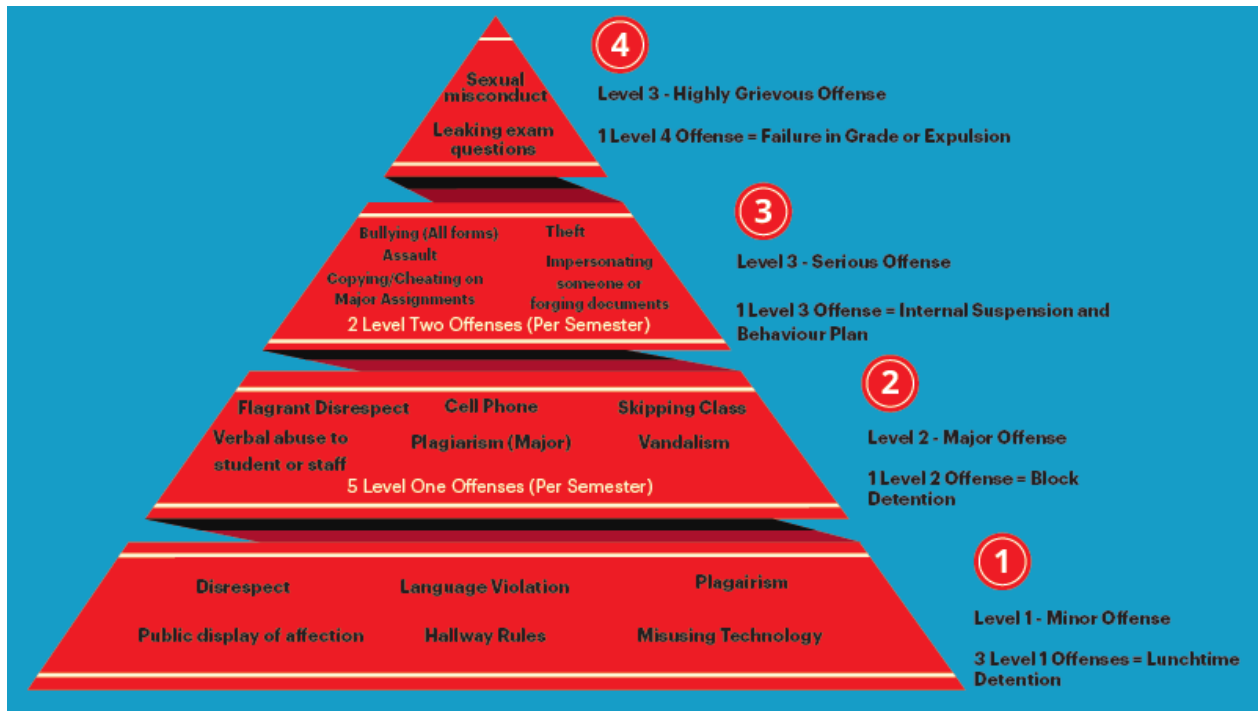 4
Sexual
misconduct
Leaking exam
questions
Level 3 - Highly Grievous Offense
1 Level 4 Offense = Failure in Grade or Expulsion
3
Bullying (All forms)
Assault
Copying/Cheating on
Major Assignments
Theft
Impersonating
someone or
forging documents
2 Level Two Offenses (Per Semester)
Level 3 - Serious Offense
1 Level 3 Offense = Internal Suspension and
Behaviour Plan
2
Flagrant Disrespect
Cell Phone
Skipping Class
Verbal abuse to
student or staff
Plagiarism (Major)
Vandalism
5 Level One Offenses (Per Semester)
Level 2 - Major Offense
1 Level 2 Offense = Block
Detention
1
Disrespect
Language Violation
Plagairism
Public display of affection
Hallway Rules
Misusing Technology
Level 1 - Minor Offense
3 Level 1 Offenses = Lunchtime
Detention